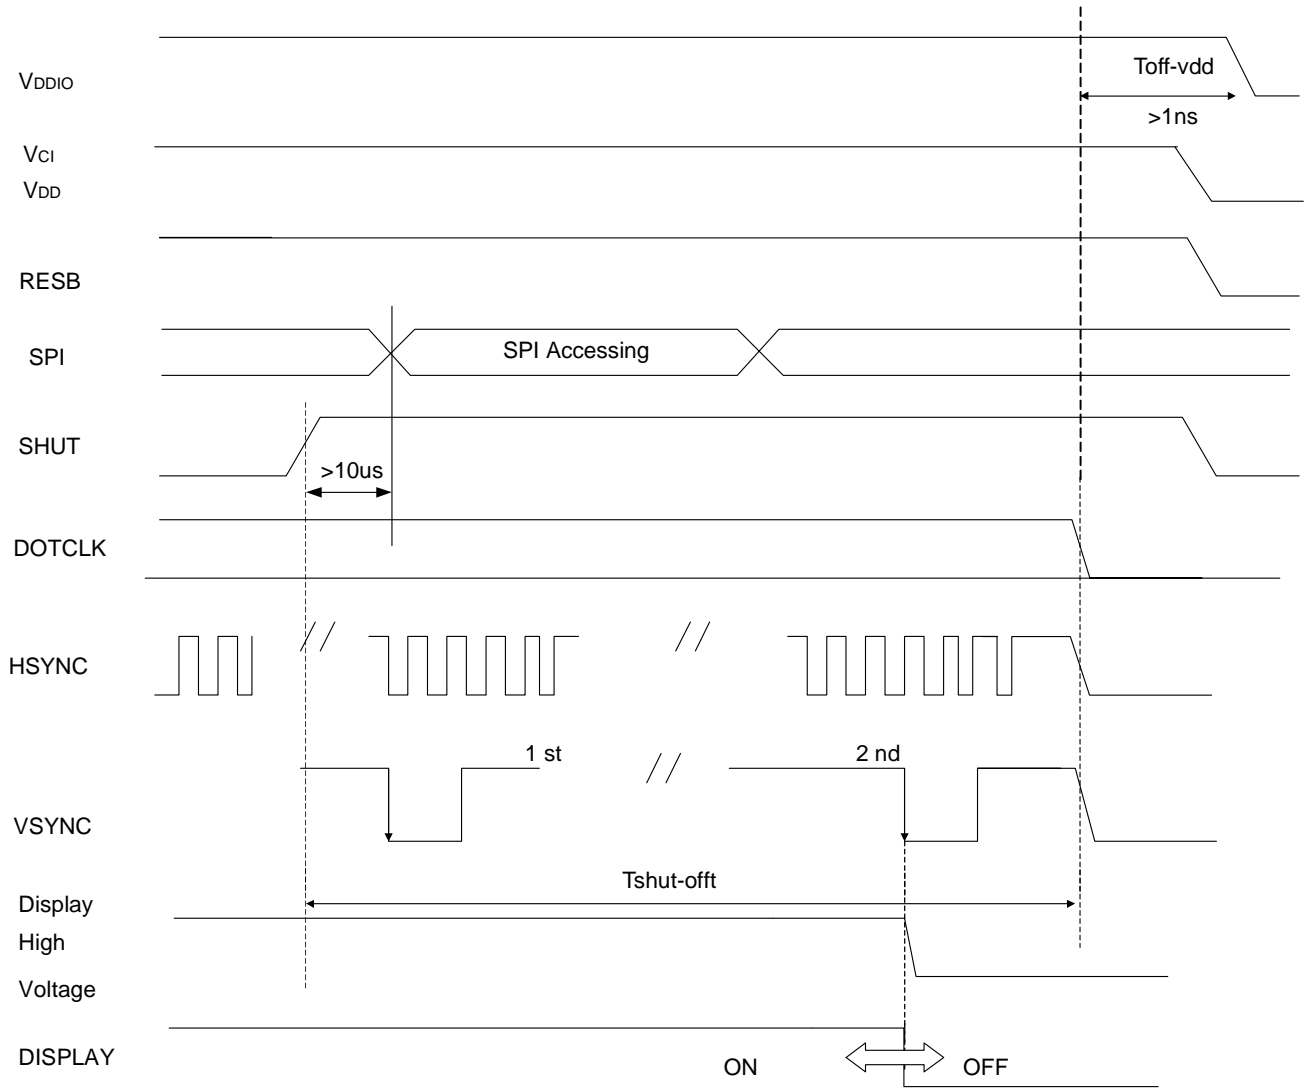 VDDIO
Toff-vdd
>1ns
VCI
VDD
RESB
SPI
SPI Accessing
SHUT
>10us
DOTCLK
HSYNC
1 st
2 nd
VSYNC
Tshut-offt
Display
High
Voltage
DISPLAY
ON
OFF